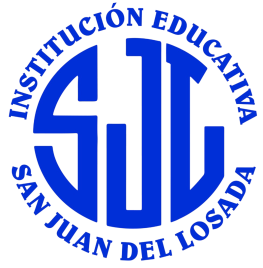 INSTITUCIÓN EDUCATIVA
SJL
SAN JUAN DEL LOSADA